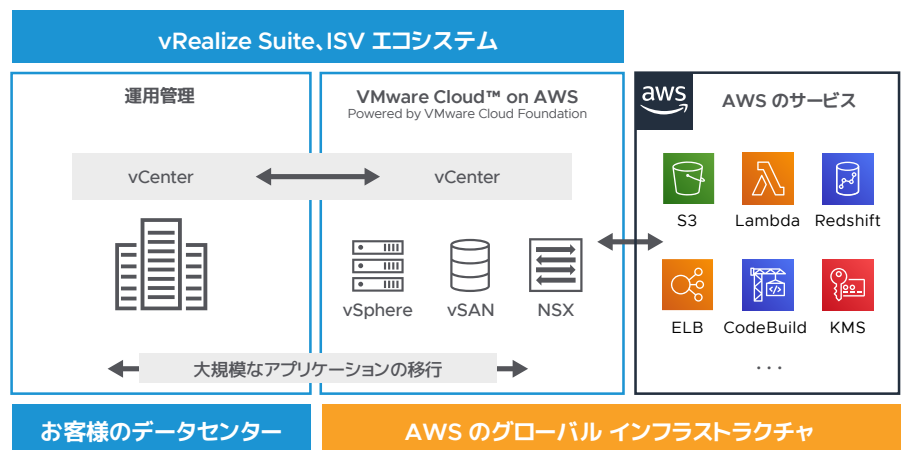 vRealize Suite、ISV エコシステム
運用管理
VMware Cloud™ on AWS
Powered by VMware Cloud Foundation
aws
AWS のサービス
vCenter
vCenter
S3
Lambda
Redshift
vSphere
vSAN
NSX
ELB
CodeBuild
KMS
大規模なアプリケーションの移行
...
お客様のデータセンター
AWS のグローバル インフラストラクチャ